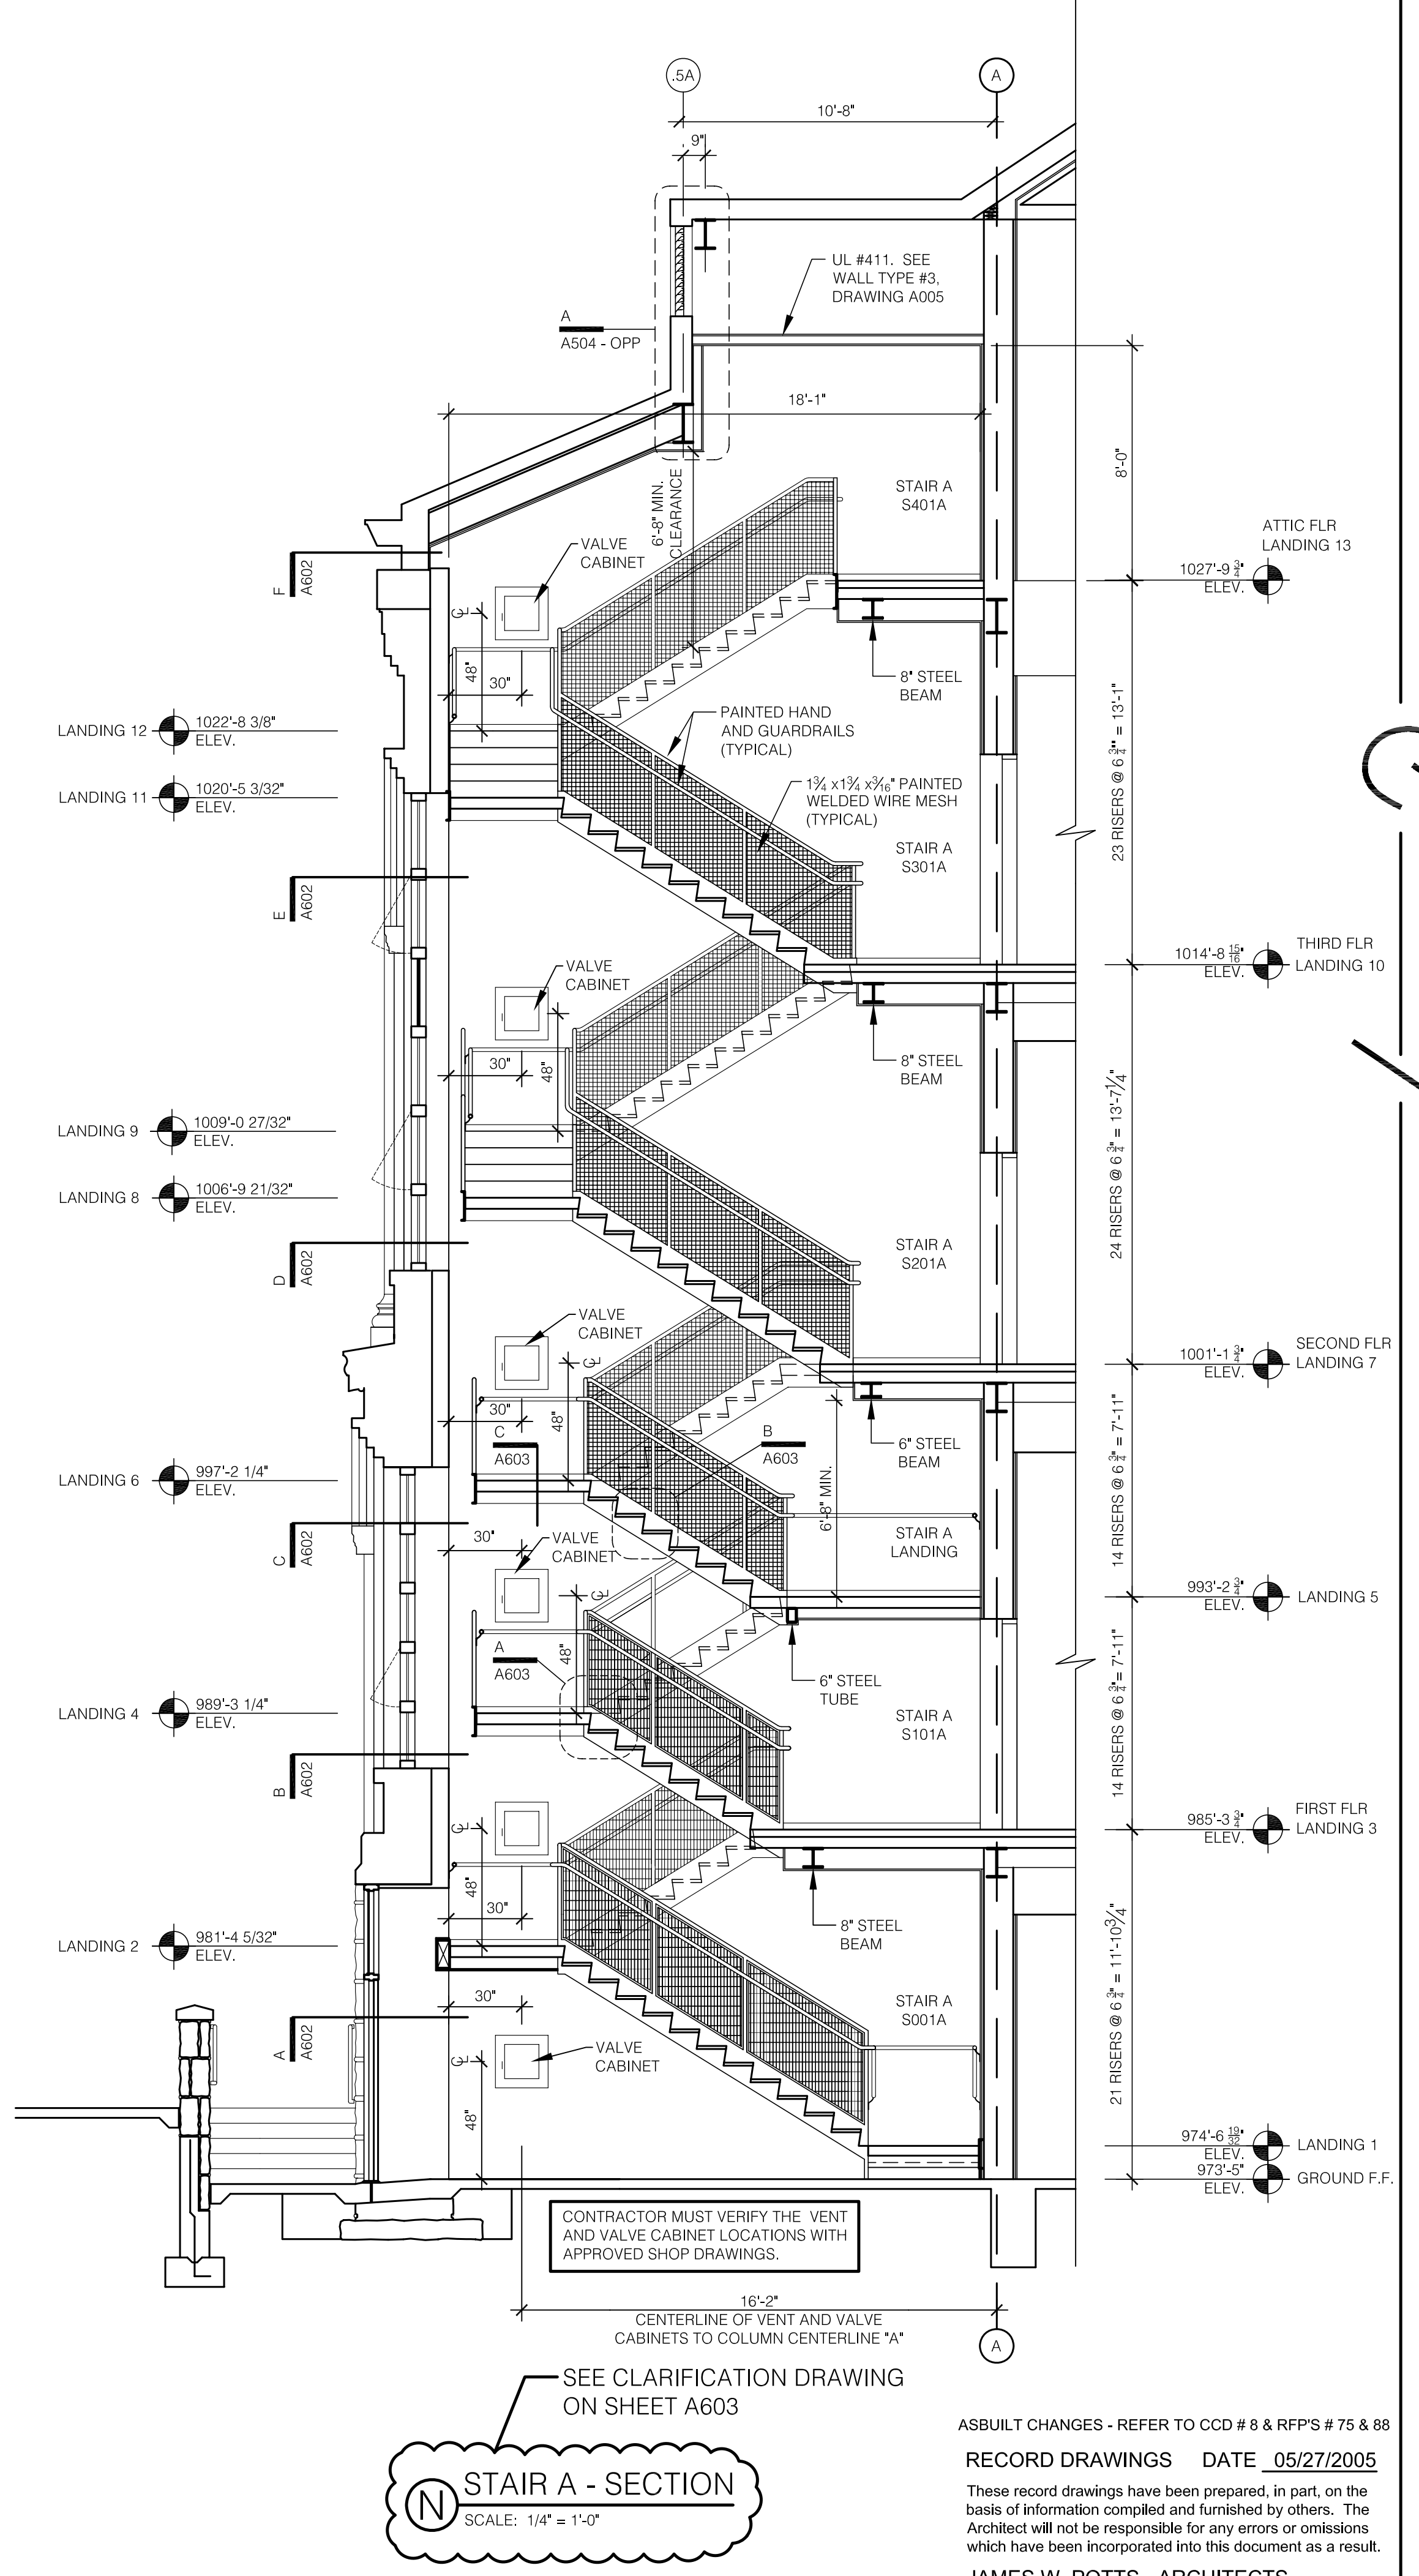 .5A
A
10'-8"
9"
UL #411. SEE
WALL TYPE #3,
DRAWING A005
A
A504 - OPP
18'-1"
8'-0"
6'-8" MIN.
CLEARANCE
STAIR A
S401A
ATTIC FLR
LANDING 13
1027'-9 3/4"
ELEV.
VALVE
CABINET
F
A602
CL
48"
30"
8" STEEL
BEAM
23 RISERS @ 6 3/4" = 13'-1"
LANDING 12
1022'-8 3/8"
ELEV.
PAINTED HAND
AND GUARDRAILS
(TYPICAL)
LANDING 11
1020'-5 3/32"
ELEV.
1 3/4 x1 3/4 x 3/16" PAINTED
WELDED WIRE MESH
(TYPICAL)
STAIR A
S301A
E
A602
THIRD FLR
LANDING 10
1014'-8 15/16"
ELEV.
VALVE
CABINET
30"
48"
8" STEEL
BEAM
24 RISERS @ 6 3/4" = 13'-7 1/4"
LANDING 9
1009'-0 27/32"
ELEV.
LANDING 8
1006'-9 21/32"
ELEV.
D
A602
STAIR A
S201A
VALVE
CABINET
SECOND FLR
LANDING 7
1001'-1 3/4"
ELEV.
CL
30"
48"
C
A603
B
A603
6" STEEL
BEAM
6'-8" MIN.
14 RISERS @ 6 3/4" = 7'-11"
LANDING 6
997'-2 1/4"
ELEV.
C
A602
30"
VALVE
CABINET
STAIR A
LANDING
993'-2 3/4"
ELEV.
LANDING 5
CL
48"
A
A603
6" STEEL
TUBE
14 RISERS @ 6 3/4" = 7'-11"
LANDING 4
989'-3 1/4"
ELEV.
STAIR A
S101A
B
A602
FIRST FLR
LANDING 3
985'-3 3/4"
ELEV.
CL
48"
30"
8" STEEL
BEAM
LANDING 2
981'-4 5/32"
ELEV.
21 RISERS @ 6 3/4" = 11'-10 3/4"
30"
STAIR A
S001A
A
A602
CL
VALVE
CABINET
48"
974'-6 19/32"
ELEV.
LANDING 1
973'-5"
ELEV.
GROUND F.F.
CONTRACTOR MUST VERIFY THE VENT
AND VALVE CABINET LOCATIONS WITH
APPROVED SHOP DRAWINGS.
16'-2"
CENTERLINE OF VENT AND VALVE
CABINETS TO COLUMN CENTERLINE "A"
A
SEE CLARIFICATION DRAWING
ON SHEET A603
N
STAIR A - SECTION
SCALE: 1/4" = 1'-0"
ASBUILT CHANGES - REFER TO CCD # 8 & RFP'S # 75 & 88
RECORD DRAWINGS DATE 05/27/2005
These record drawings have been prepared, in part, on the
basis of information compiled and furnished by others. The
Architect will not be responsible for any errors or omissions
which have been incorporated into this document as a result.
JAMES W. POTTS - ARCHITECTS